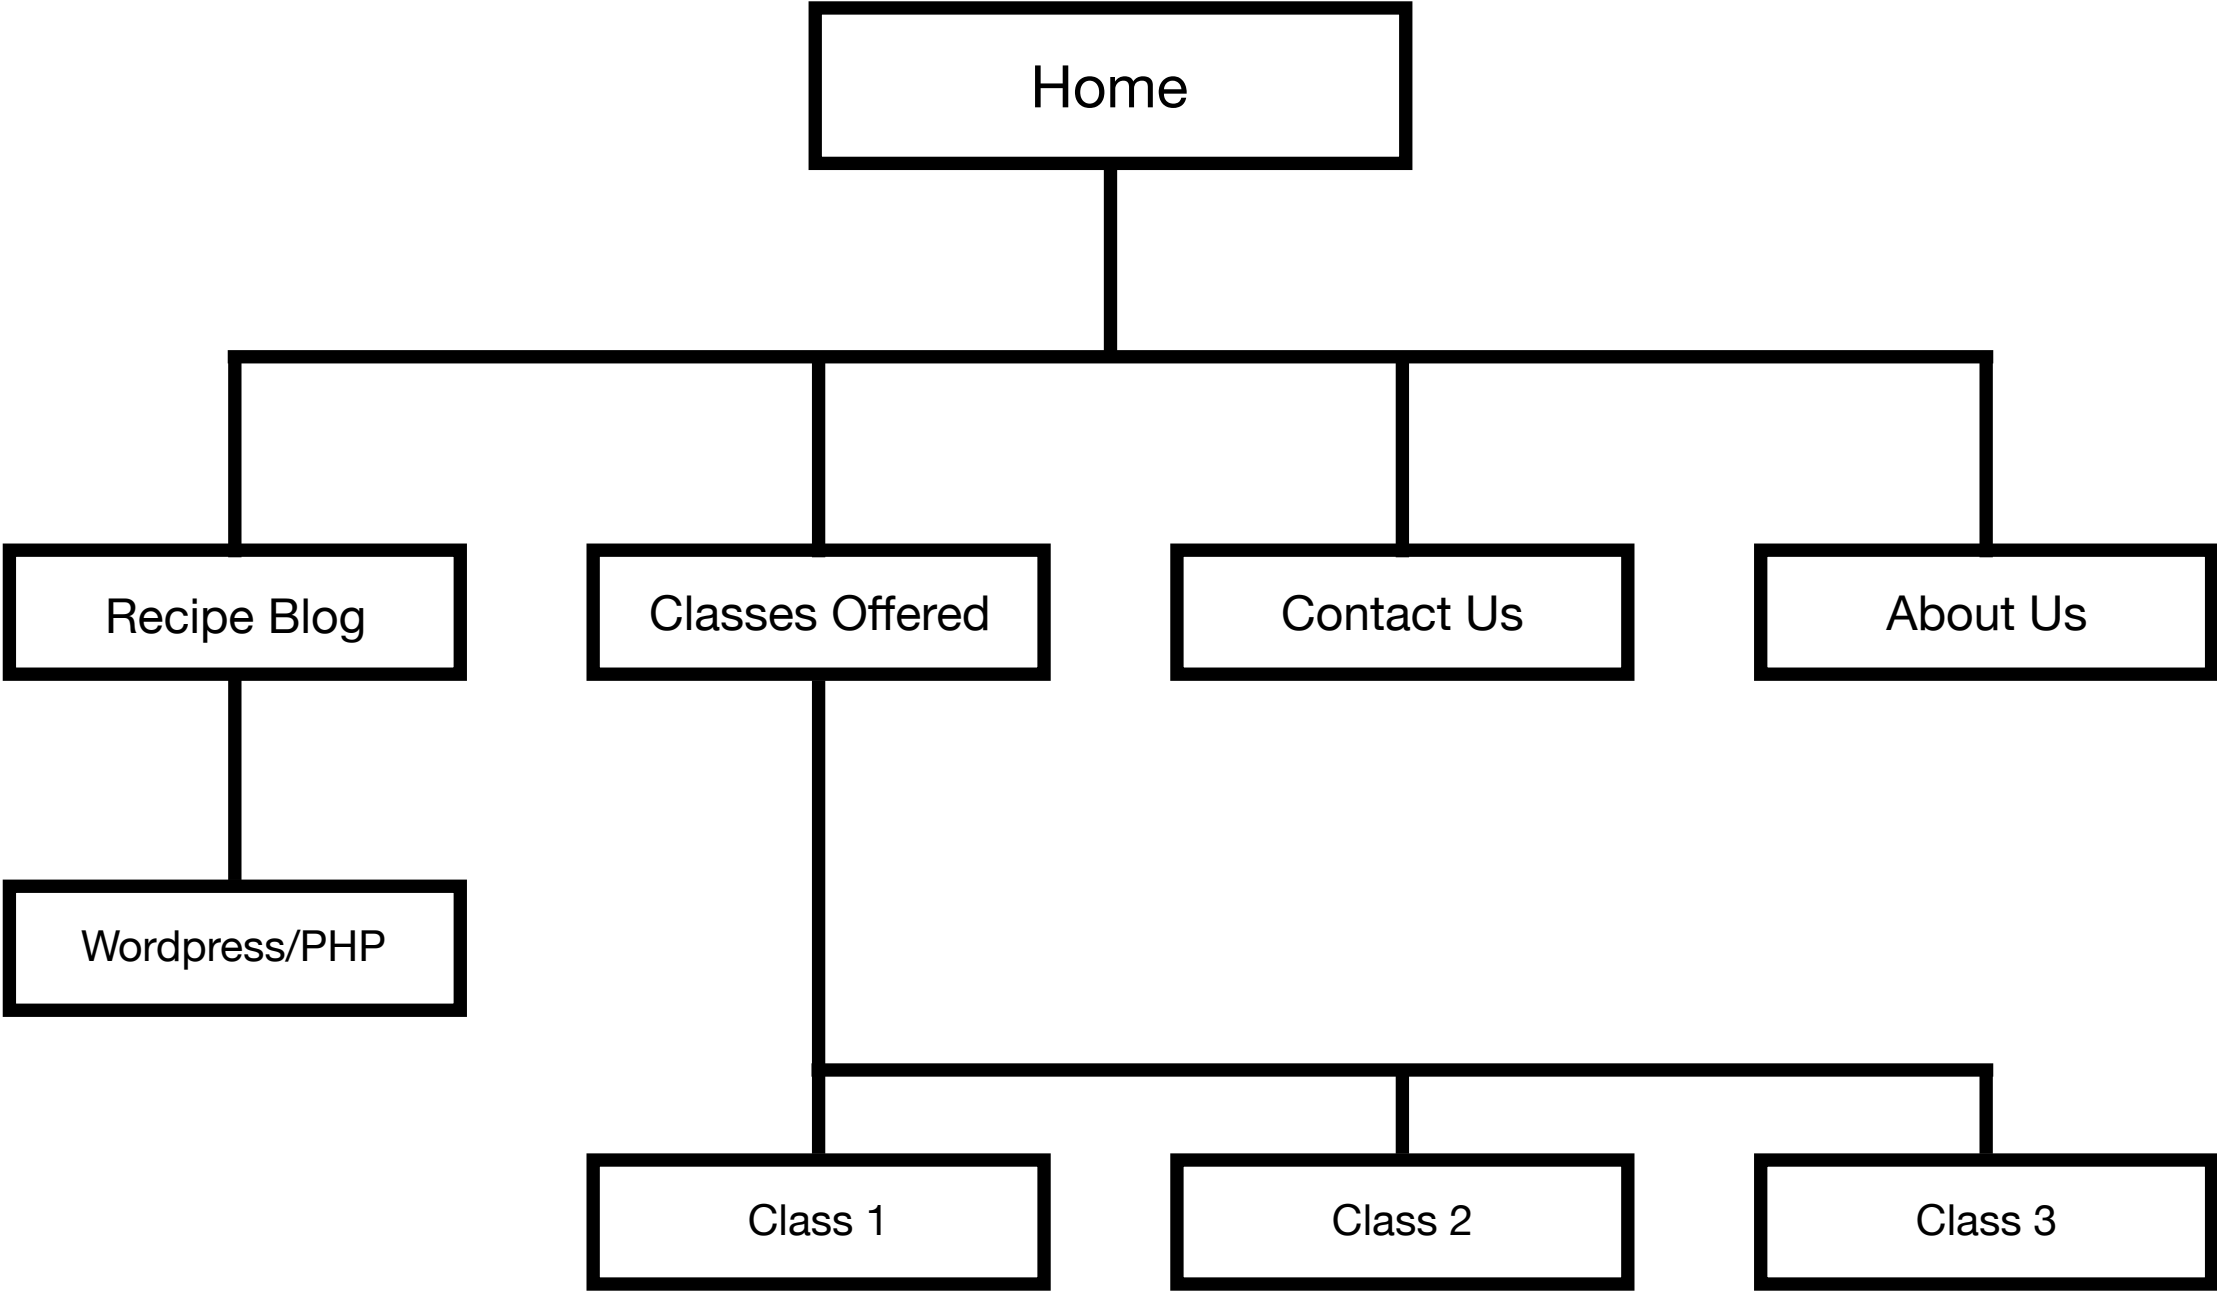 Home
Recipe Blog
Classes Offered
Contact Us
About Us
Wordpress/PHP
Class 1
Class 2
Class 3